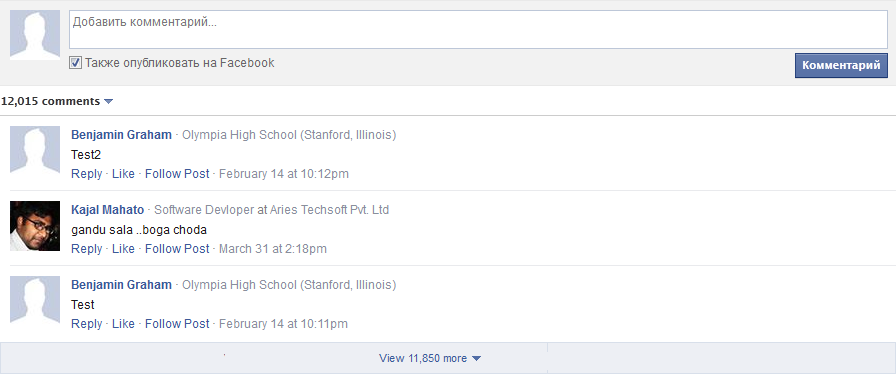 Добавить комментарий...
Также опубликовать на Facebook
Комментарий
12,015 comments
Benjamin Graham · Olympia High School (Stanford, Illinois)
Test2
Reply · Like · Follow Post · February 14 at 10:12pm
Kajal Mahato · Software Devloper at Aries Techsoft Pvt. Ltd
gandu sala ..boga choda
Reply · Like · Follow Post · March 31 at 2:18pm
Benjamin Graham · Olympia High School (Stanford, Illinois)
Test
Reply · Like · Follow Post · February 14 at 10:11pm
View 11,850 more